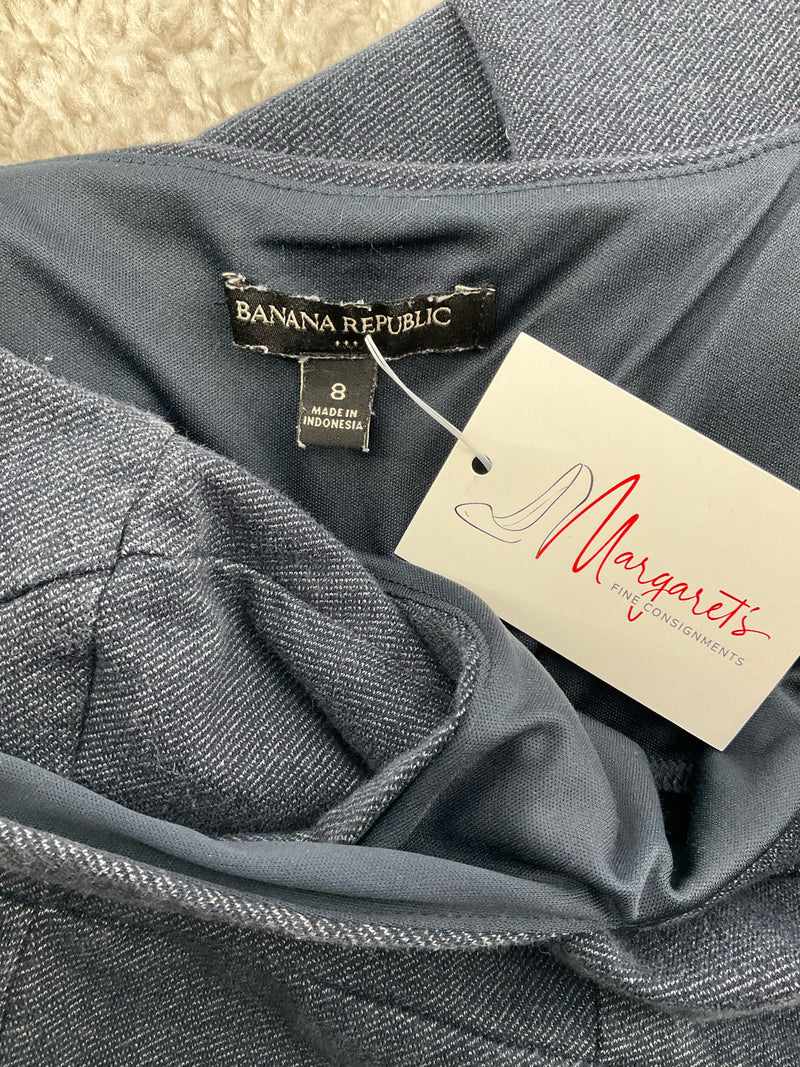 BANANA REPUBLIC
8
MADE IN
INDONESIA
Margaret's
FINE CONSIGNMENTS